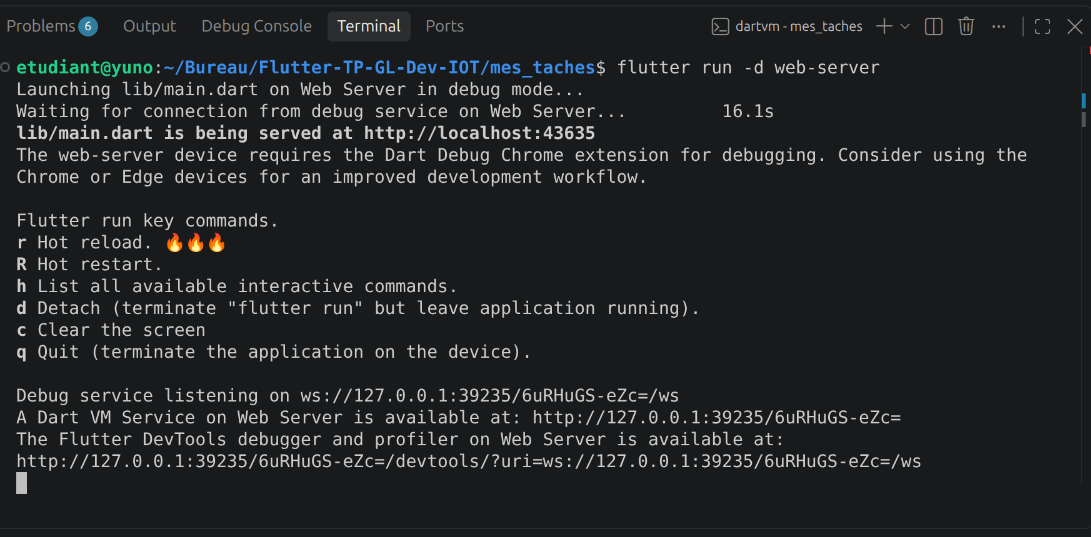 Problems 6 Output Debug Console Terminal Ports dartvm - mes_taches
etudiant@yuno:~/Bureau/Flutter-TP-GL-Dev-IOT/mes_taches$ flutter run -d web-server
Launching lib/main.dart on Web Server in debug mode...
Waiting for connection from debug service on Web Server... 16.1s
lib/main.dart is being served at http://localhost:43635
The web-server device requires the Dart Debug Chrome extension for debugging. Consider using the
Chrome or Edge devices for an improved development workflow.
Flutter run key commands.
r Hot reload. 🔥🔥🔥
R Hot restart.
h List all available interactive commands.
d Detach (terminate "flutter run" but leave application running).
c Clear the screen
q Quit (terminate the application on the device).
Debug service listening on ws://127.0.0.1:39235/6uRHuGS-eZc=/ws
A Dart VM Service on Web Server is available at: http://127.0.0.1:39235/6uRHuGS-eZc=
The Flutter DevTools debugger and profiler on Web Server is available at:
http://127.0.0.1:39235/6uRHuGS-eZc=/devtools/?uri=ws://127.0.0.1:39235/6uRHuGS-eZc=/ws